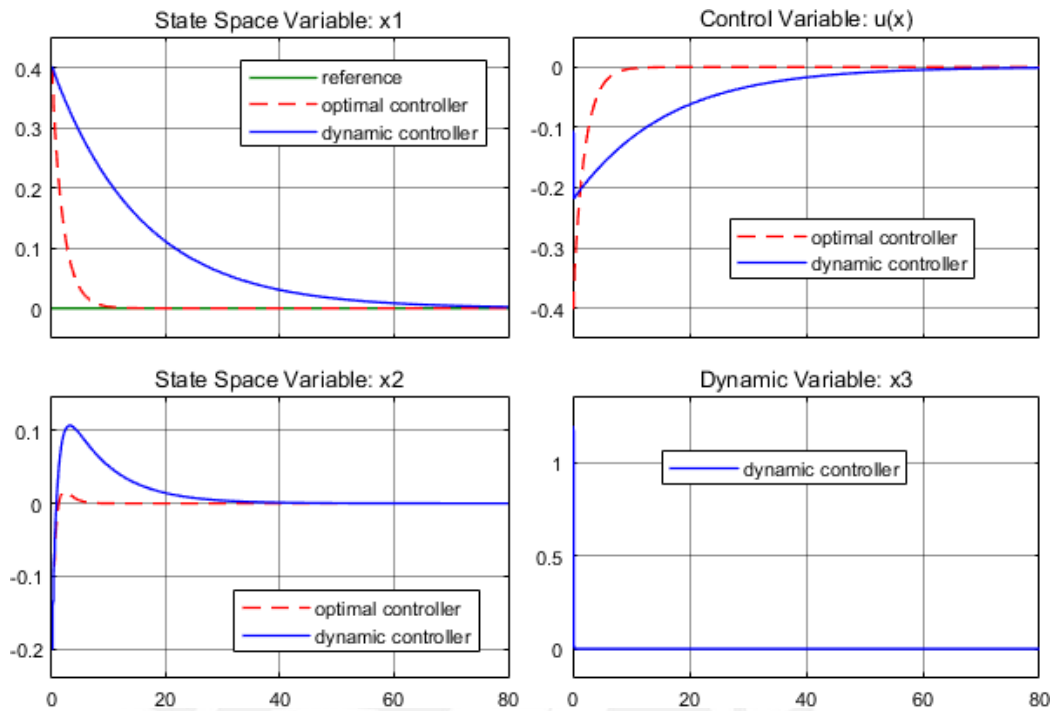 State Space Variable: x1
0.4
0.3
0.2
0.1
0
reference
optimal controller
dynamic controller
Control Variable: u(x)
0
-0.1
-0.2
-0.3
-0.4
optimal controller
dynamic controller
State Space Variable: x2
0.1
0
-0.1
-0.2
0 20 40 60 80
optimal controller
dynamic controller
Dynamic Variable: x3
1
0.5
0
0 20 40 60 80
dynamic controller